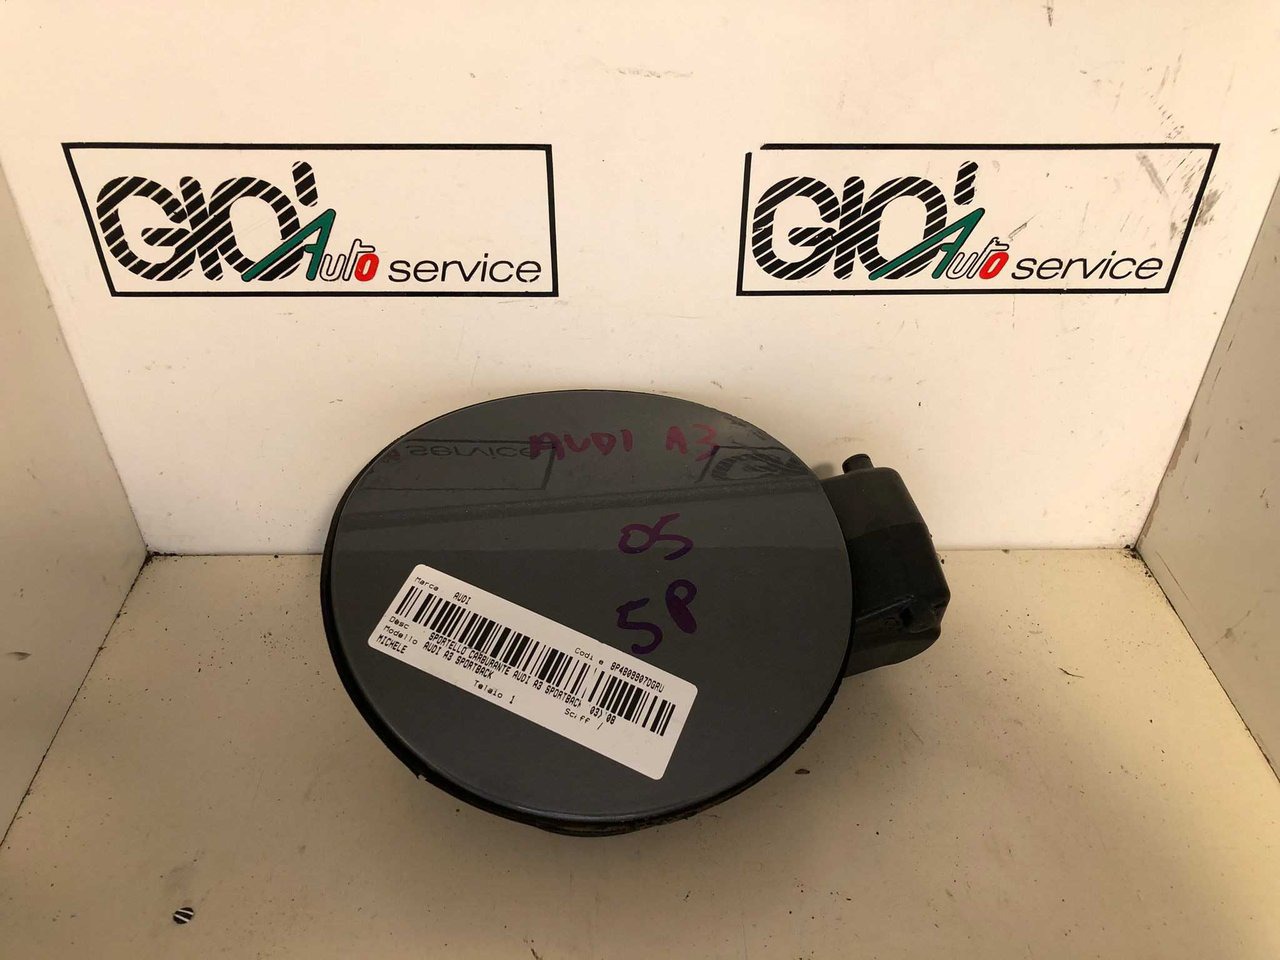 GIO' Auto service
GIO' Auto service
AUDI A3
05
5P
Marca AUDI
Codice 8P4809907DGRU
Desc SPORTELLO CARBURANTE AUDI A3 SPORTBACK 03>08
Modello AUDI A3 SPORTBACK
MICHELE
Telaio 1
Scaff /